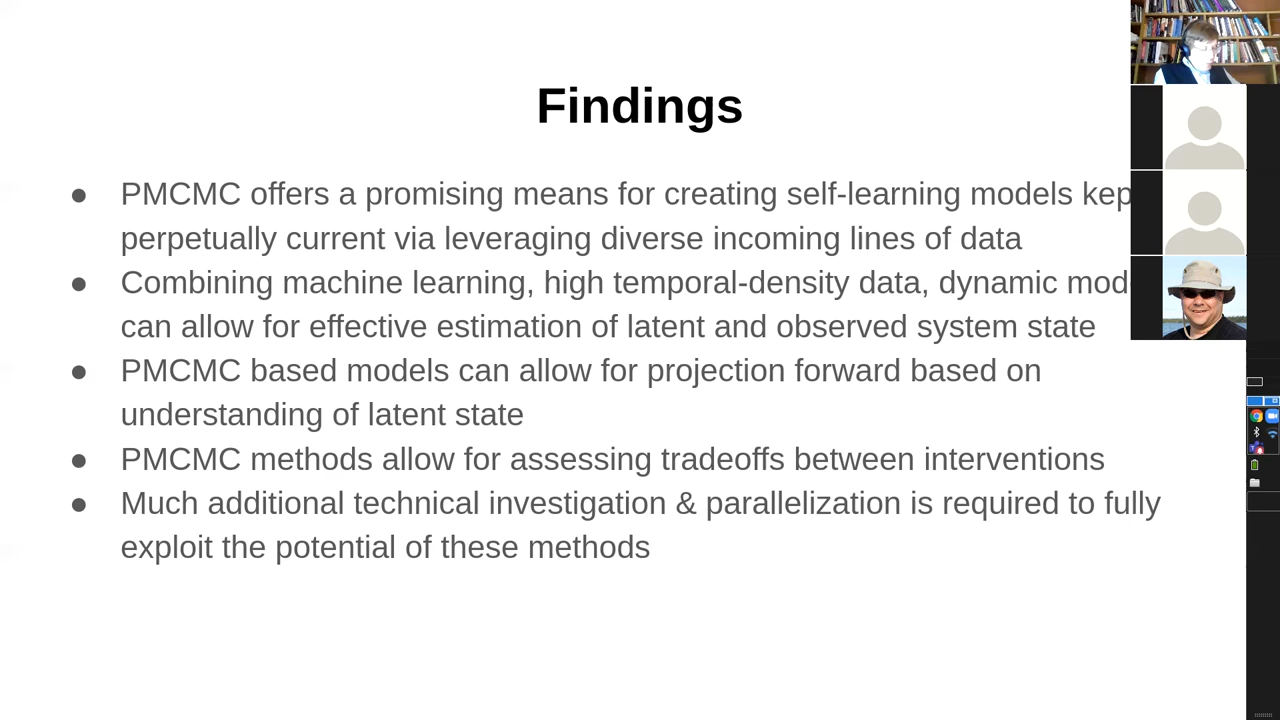 Findings
● PMCMC offers a promising means for creating self-learning models kep
perpetually current via leveraging diverse incoming lines of data
● Combining machine learning, high temporal-density data, dynamic mod
can allow for effective estimation of latent and observed system state
● PMCMC based models can allow for projection forward based on
understanding of latent state
● PMCMC methods allow for assessing tradeoffs between interventions
● Much additional technical investigation & parallelization is required to fully
exploit the potential of these methods